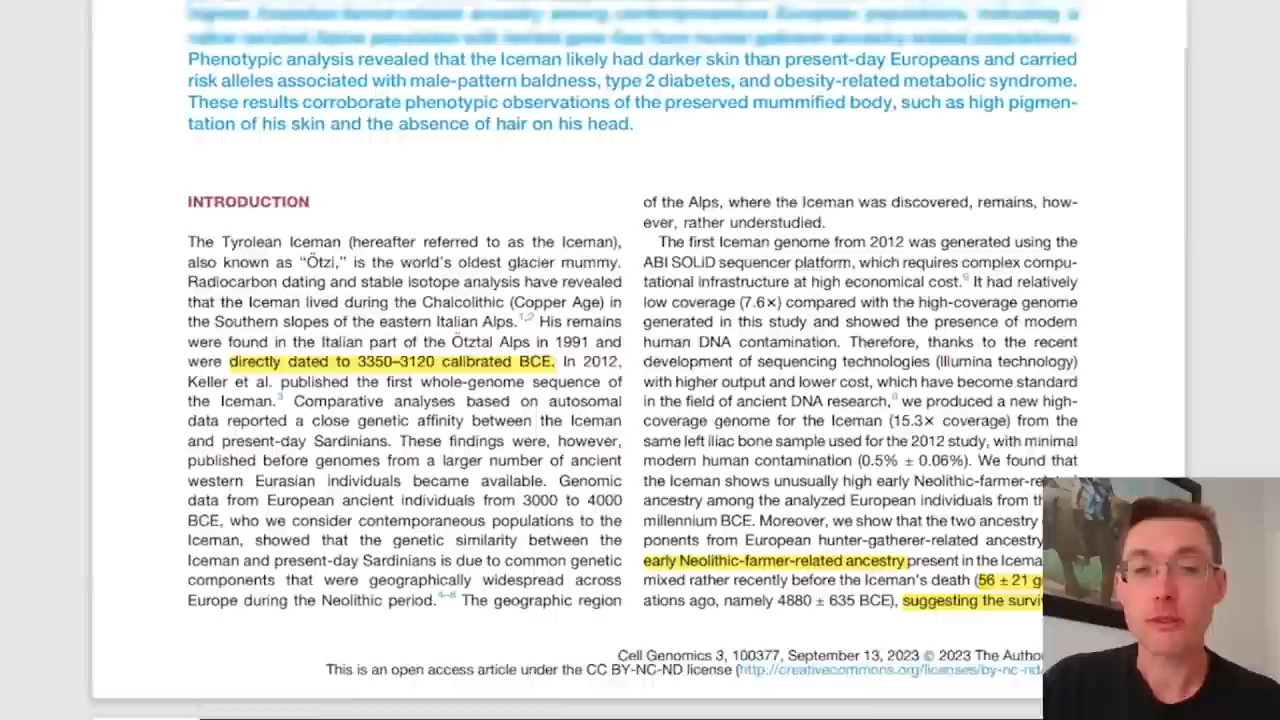 Phenotypic analysis revealed that the Iceman likely had darker skin than present-day Europeans and carried
risk alleles associated with male-pattern baldness, type 2 diabetes, and obesity-related metabolic syndrome.
These results corroborate phenotypic observations of the preserved mummified body, such as high pigmen-
tation of his skin and the absence of hair on his head.
INTRODUCTION
The Tyrolean Iceman (hereafter referred to as the Iceman),
also known as “Ötzi,” is the world’s oldest glacier mummy.
Radiocarbon dating and stable isotope analysis have revealed
that the Iceman lived during the Chalcolithic (Copper Age) in
the Southern slopes of the eastern Italian Alps.1,2 His remains
were found in the Italian part of the Ötztal Alps in 1991 and
were directly dated to 3350–3120 calibrated BCE. In 2012,
Keller et al. published the first whole-genome sequence of
the Iceman.3 Comparative analyses based on autosomal
data reported a close genetic affinity between the Iceman
and present-day Sardinians. These findings were, however,
published before genomes from a larger number of ancient
western Eurasian individuals became available. Genomic
data from European ancient individuals from 3000 to 4000
BCE, who we consider contemporaneous populations to the
Iceman, showed that the genetic similarity between the
Iceman and present-day Sardinians is due to common genetic
components that were geographically widespread across
Europe during the Neolithic period.4–8 The geographic region
of the Alps, where the Iceman was discovered, remains, how-
ever, rather understudied.
The first Iceman genome from 2012 was generated using the
ABI SOLiD sequencer platform, which requires complex compu-
tational infrastructure at high economical cost.9 It had relatively
low coverage (7.6×) compared with the high-coverage genome
generated in this study and showed the presence of modern
human DNA contamination. Therefore, thanks to the recent
development of sequencing technologies (Illumina technology)
with higher output and lower cost, which have become standard
in the field of ancient DNA research,9 we produced a new high-
coverage genome for the Iceman (15.3× coverage) from the
same left iliac bone sample used for the 2012 study, with minimal
modern human contamination (0.5% ± 0.06%). We found that
the Iceman shows unusually high early Neolithic-farmer-re
ancestry among the analyzed European individuals from th
millennium BCE. Moreover, we show that the two ancestry
ponents from European hunter-gatherer-related ancestry
early Neolithic-farmer-related ancestry present in the Icema
mixed rather recently before the Iceman’s death (56 ± 21 g
ations ago, namely 4880 ± 635 BCE), suggesting the survi
Cell Genomics 3, 100377, September 13, 2023 © 2023 The Autho
This is an open access article under the CC BY-NC-ND license (http://creativecommons.org/licenses/by-nc-nd